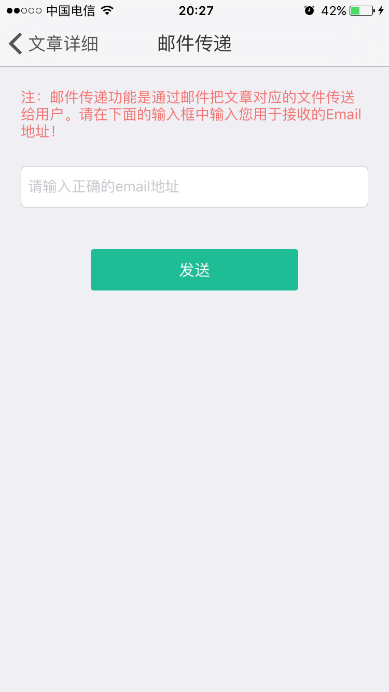 中国电信 20:27 42%
文章详细 邮件传递
注：邮件传递功能是通过邮件把文章对应的文件传送
给用户。请在下面的输入框中输入您用于接收的Email
地址！
请输入正确的email地址
发送